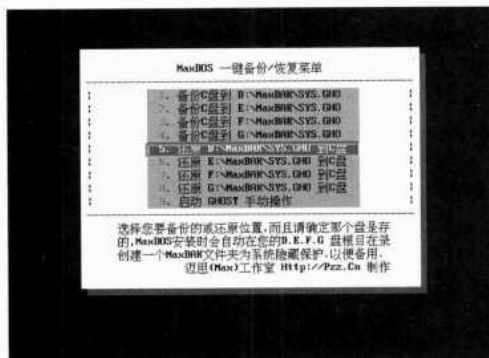 MaxDOS 一键备份/恢复菜单
1. 备份C盘到 D:\MaxBAK\SYS.GHO
2. 备份C盘到 E:\MaxBAK\SYS.GHO
3. 备份C盘到 F:\MaxBAK\SYS.GHO
4. 备份C盘到 G:\MaxBAK\SYS.GHO
5. 还原 D:\MaxBAK\SYS.GHO 到C盘
6. 还原 E:\MaxBAK\SYS.GHO 到C盘
7. 还原 F:\MaxBAK\SYS.GHO 到C盘
8. 还原 G:\MaxBAK\SYS.GHO 到C盘
9. 启动 GHOST 手动操作
选择您要备份的或还原位置,而且请确定那个盘是存
的,MaxDOS安装时会自动在您的D.E.F.G 盘根目在录
创建一个MaxBAK文件夹为系统隐藏保护.以便备用.
迈思(Max)工作室 Http://Pzz.Cn 制作